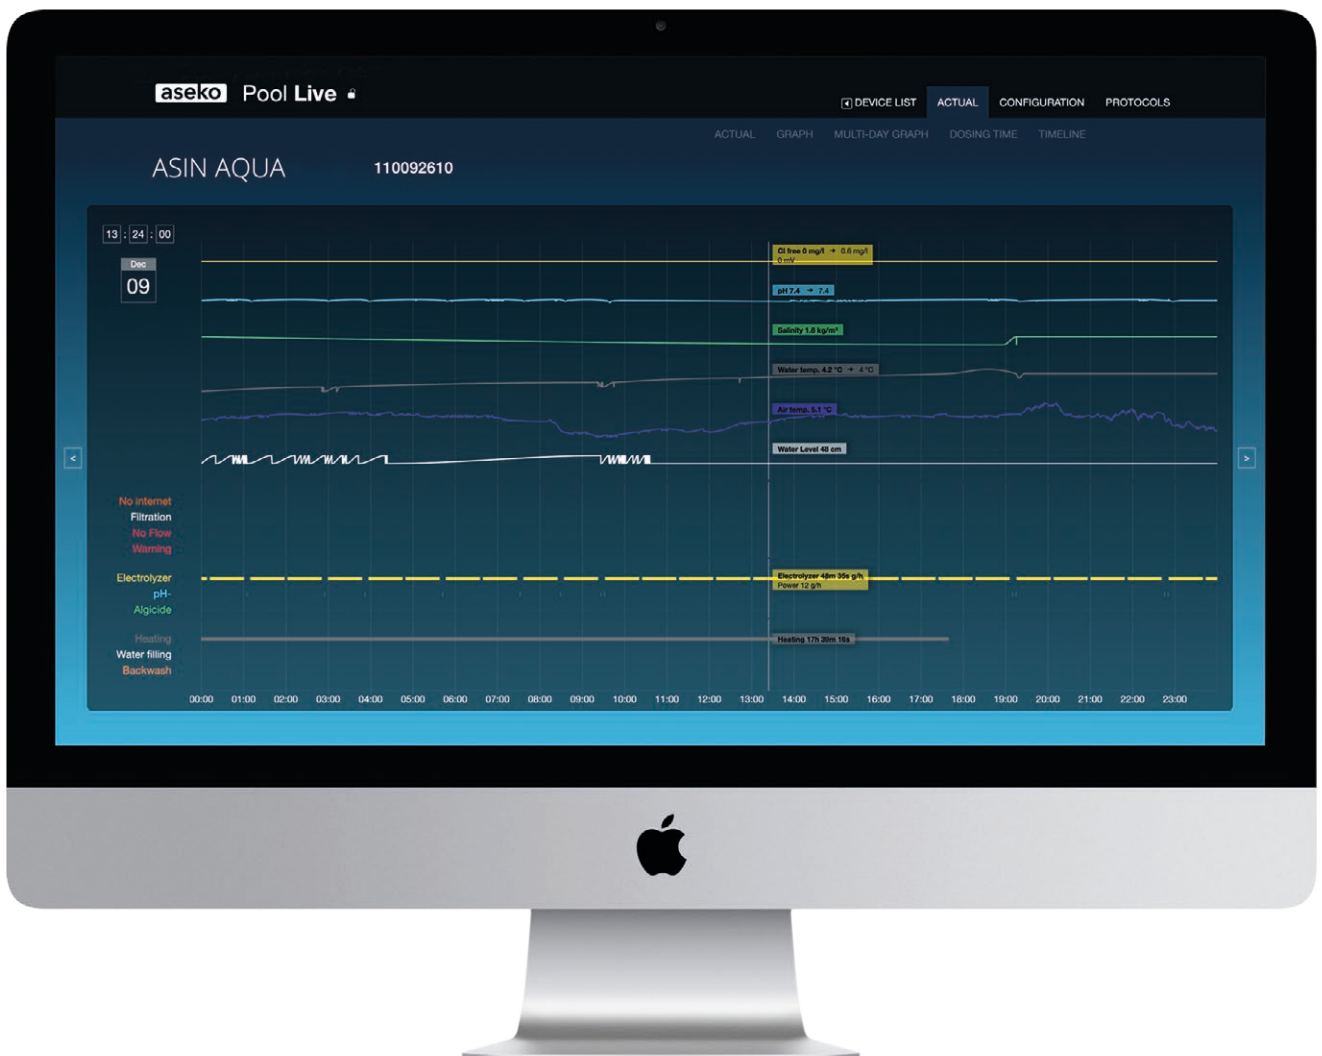 aseko Pool Live
DEVICE LIST ACTUAL CONFIGURATION PROTOCOLS
ACTUAL GRAPH MULTI-DAY GRAPH DOSING TIME TIMELINE
ASIN AQUA 110092610
13 : 24 : 00
Dec
09
Cl free 0 mg/l → 0.6 mg/l
0 mV
pH 7.4 → 7.4
Salinity 1.8 kg/m³
Water temp. 4.2 °C → 4 °C
Air temp. 5.1 °C
Water Level 48 cm
<
>
No internet
Filtration
No Flow
Warning
Electrolyzer
Electrolyzer 48m 35s g/h
Power 12 g/h
pH-
Algicide
Heating
Heating 17h 39m 16s
Water filling
Backwash
00:00 01:00 02:00 03:00 04:00 05:00 06:00 07:00 08:00 09:00 10:00 11:00 12:00 13:00 14:00 15:00 16:00 17:00 18:00 19:00 20:00 21:00 22:00 23:00